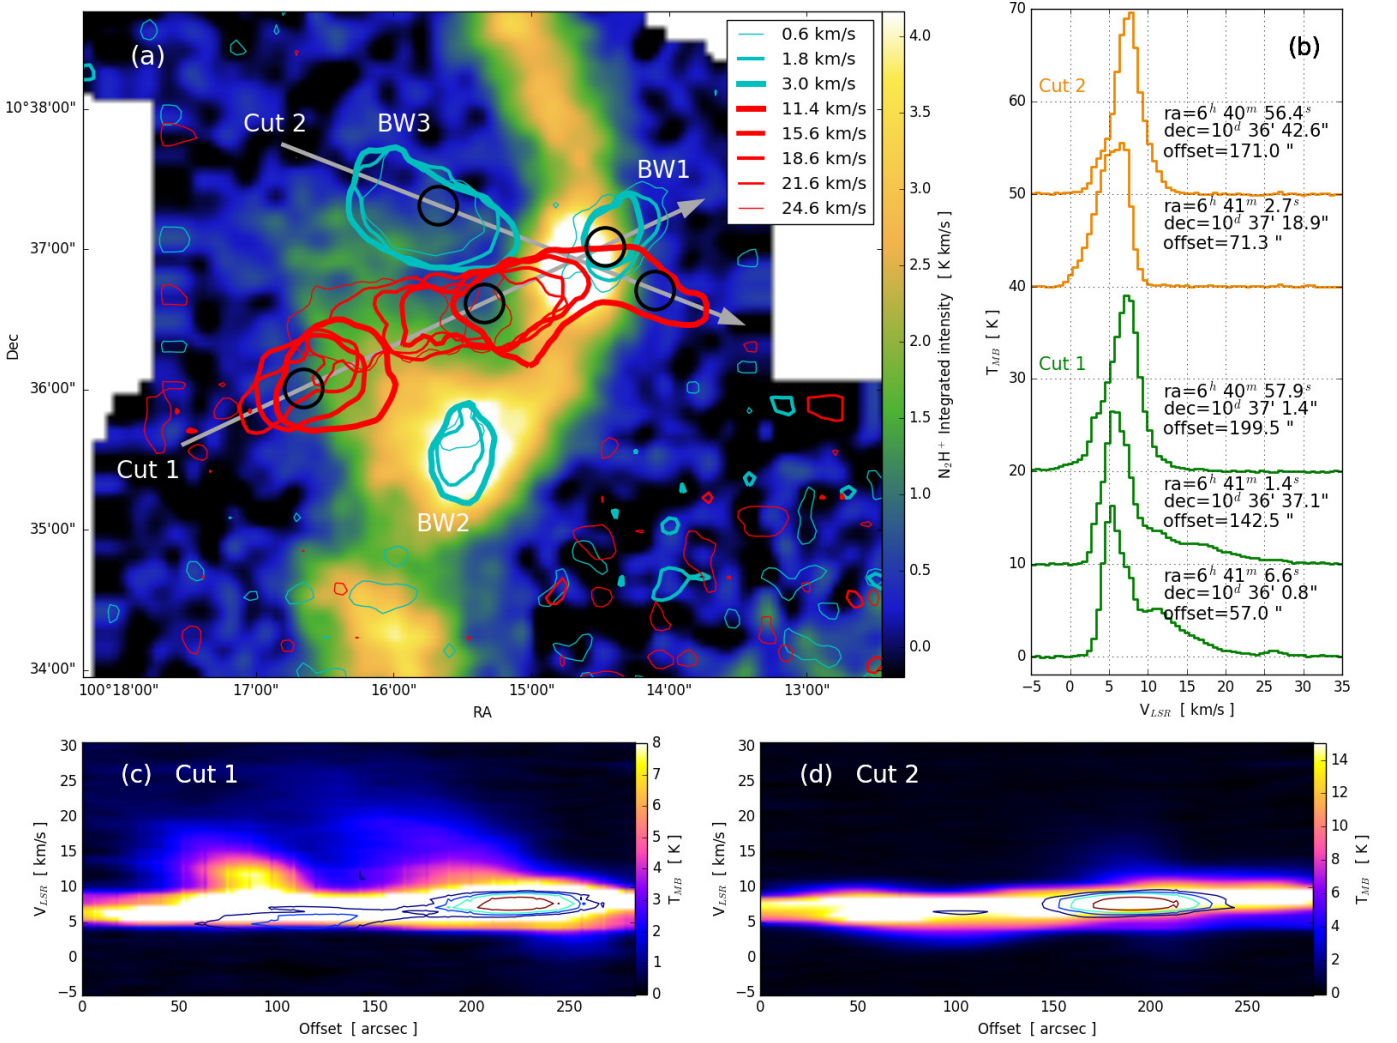 (a)
Cut 2
BW3
BW1
Cut 1
BW2
0.6 km/s
1.8 km/s
3.0 km/s
11.4 km/s
15.6 km/s
18.6 km/s
21.6 km/s
24.6 km/s
10°38'00"
37'00"
36'00"
35'00"
34'00"
Dec
100°18'00"
17'00"
16'00"
15'00"
14'00"
13'00"
RA
4.0
3.5
3.0
2.5
2.0
1.5
1.0
0.5
0.0
N₂H⁺ Integrated intensity [ K km/s]
(b)
70
60
50
40
30
20
10
0
T_MB [ K]
Cut 2
ra=6ʰ 40ᵐ 56.4ˢ
dec=10ᵈ 36' 42.6"
offset=171.0 "
ra=6ʰ 41ᵐ 2.7ˢ
dec=10ᵈ 37' 18.9"
offset=71.3 "
Cut 1
ra=6ʰ 40ᵐ 57.9ˢ
dec=10ᵈ 37' 1.4"
offset=199.5 "
ra=6ʰ 41ᵐ 1.4ˢ
dec=10ᵈ 36' 37.1"
offset=142.5 "
ra=6ʰ 41ᵐ 6.6ˢ
dec=10ᵈ 36' 0.8"
offset=57.0 "
−5
0
5
10
15
20
25
30
35
V_LSR [ km/s ]
(c) Cut 1
30
25
20
15
10
5
0
−5
V_LSR [ km/s ]
0
50
100
150
200
250
Offset [ arcsec ]
8
7
6
5
4
3
2
1
0
T_MB [ K]
(d) Cut 2
30
25
20
15
10
5
0
−5
V_LSR [ km/s ]
0
50
100
150
200
250
Offset [ arcsec ]
14
12
10
8
6
4
2
0
T_MB [ K]